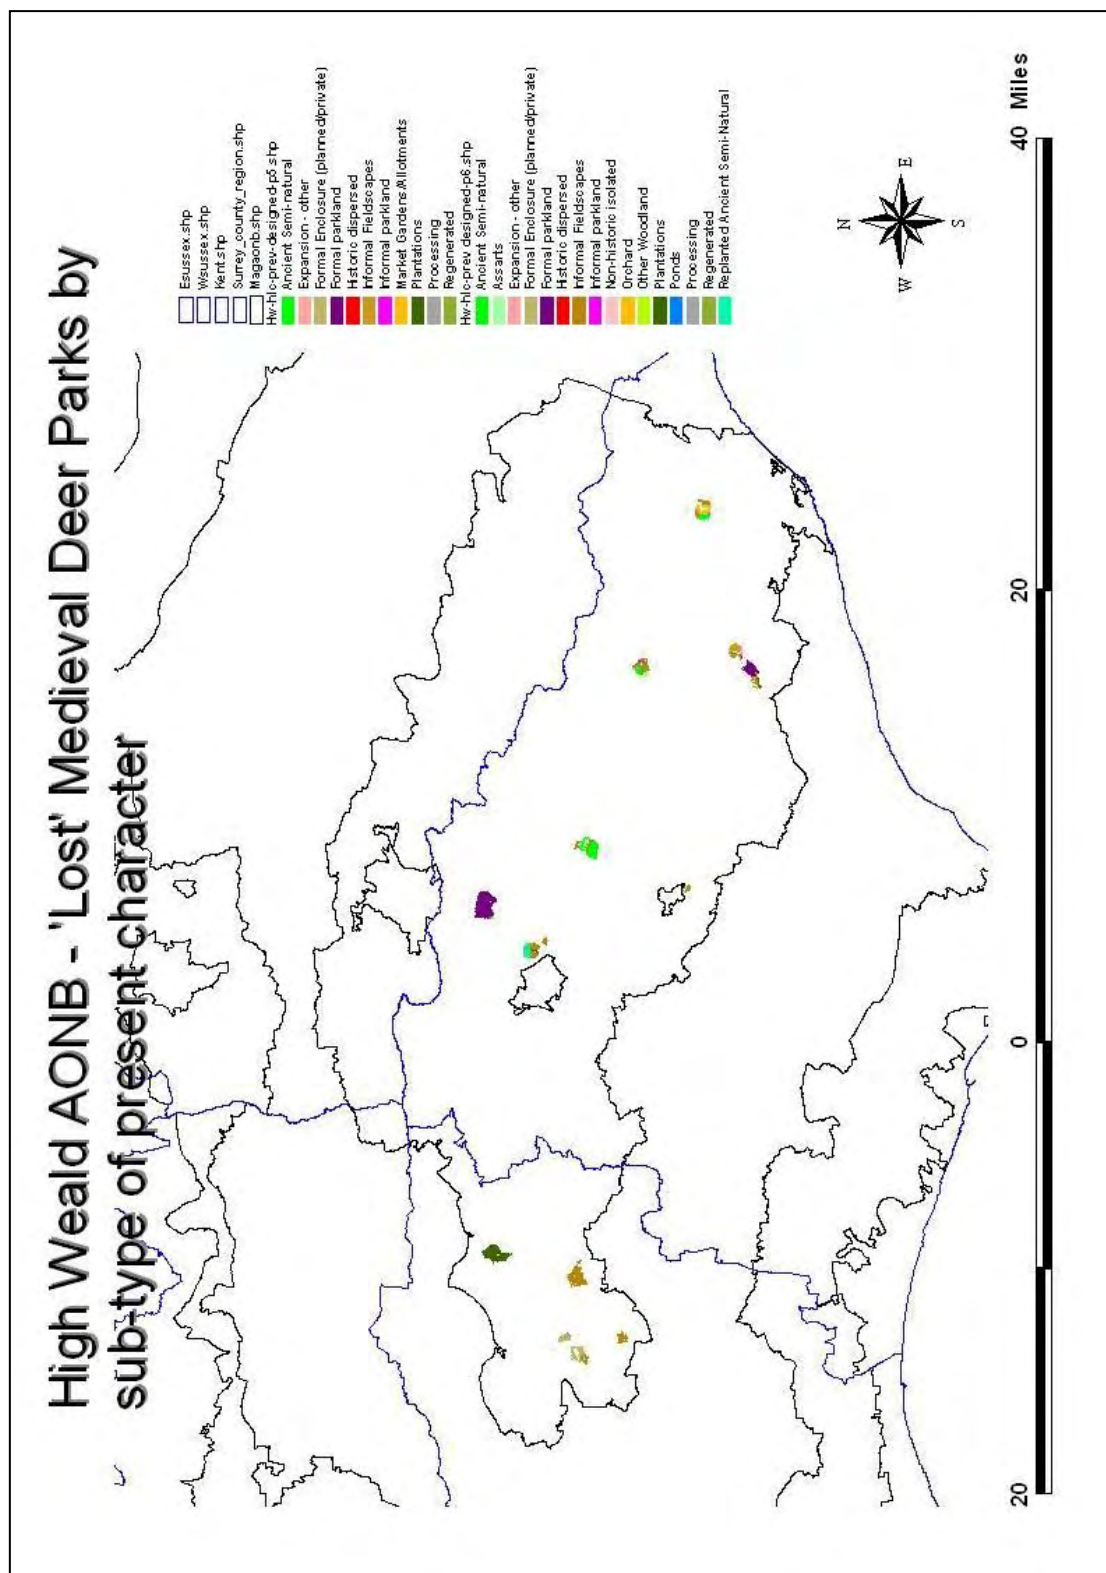 High Weald AONB - 'Lost' Medieval Deer Parks by
sub-type of present character
Esussex.shp
Wsussex.shp
Kent.shp
Surrey_county_region.shp
Magaonb.shp
Hw-hlc-prev-designed-p5.shp
Ancient Semi-natural
Expansion - other
Formal Enclosure (planned/private)
Formal parkland
Historic dispersed
Informal Fieldscapes
Informal parkland
Market Gardens/Allotments
Plantations
Processing
Regenerated
Hw-hlc-prev designed-p6.shp
Ancient Semi-natural
Assarts
Expansion - other
Formal Enclosure (planned/private)
Formal parkland
Historic dispersed
Informal Fieldscapes
Informal parkland
Non-historic isolated
Orchard
Other Woodland
Plantations
Ponds
Processing
Regenerated
Replanted Ancient Semi-Natural
N
W E
S
20 0 20 40 Miles